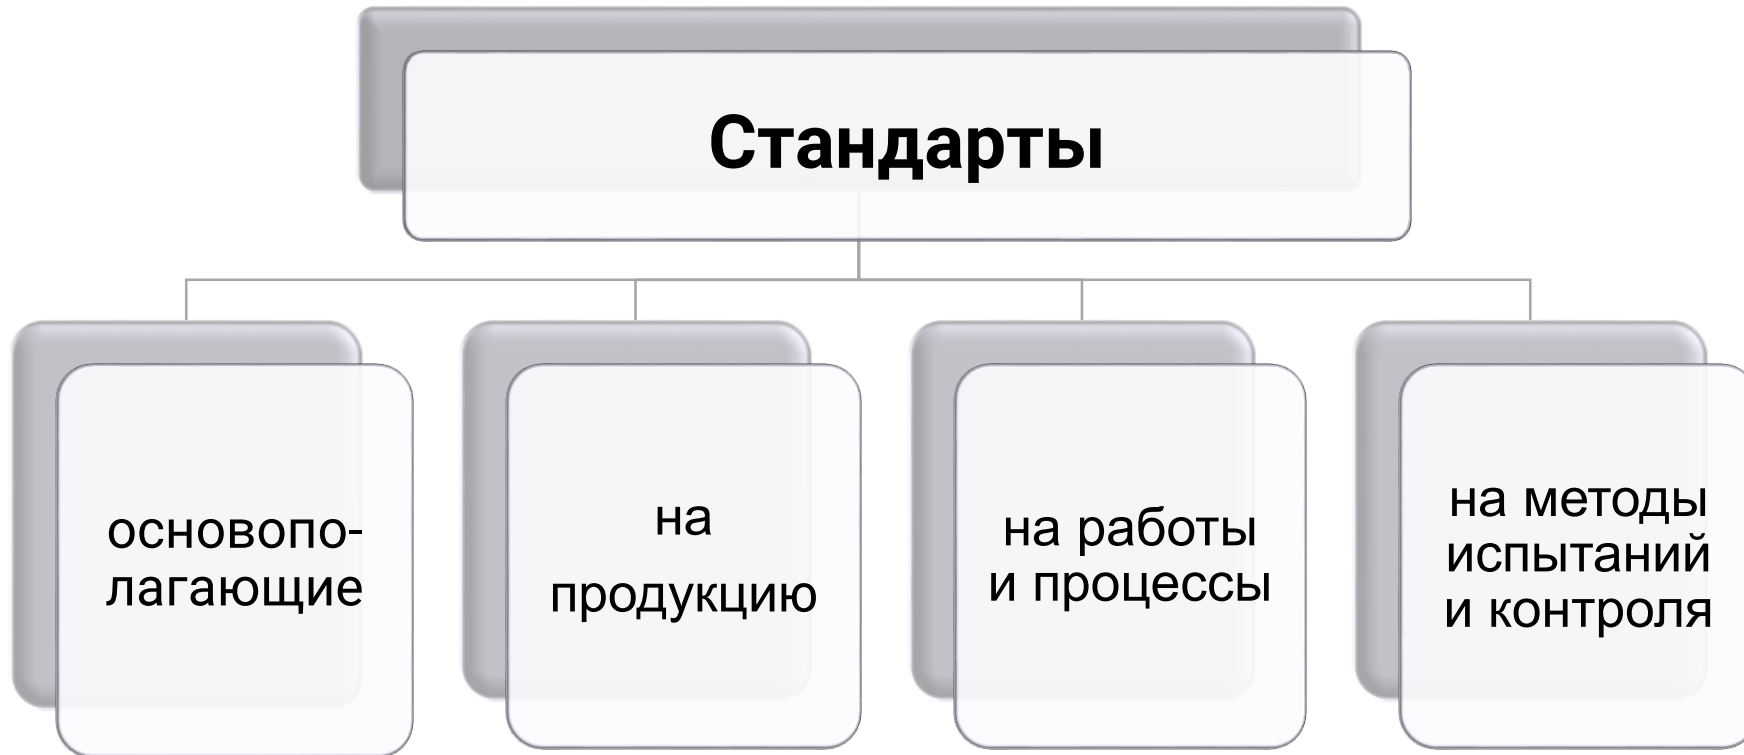 Стандарты
основопо-
лагающие
на
продукцию
на работы
и процессы
на методы
испытаний
и контроля